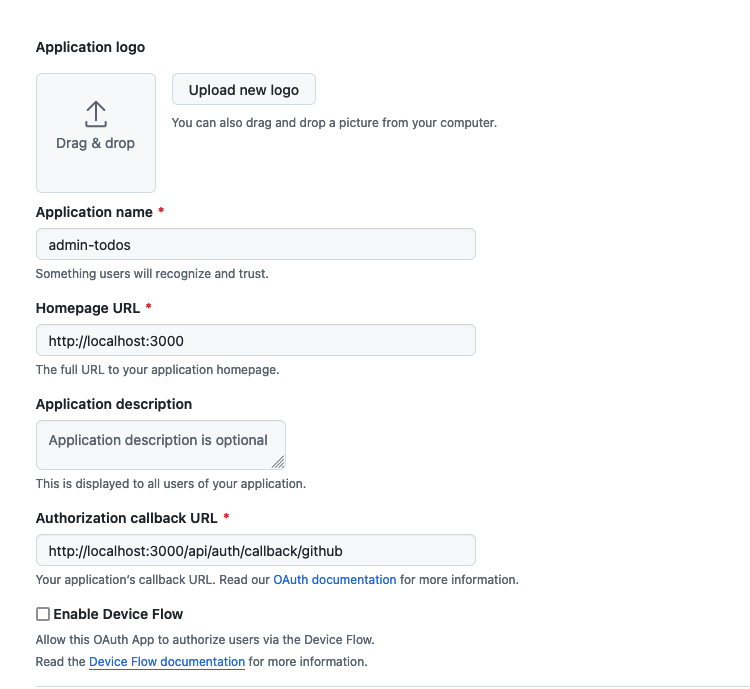 Application logo
Upload new logo
Drag & drop
You can also drag and drop a picture from your computer.
Application name *
admin-todos
Something users will recognize and trust.
Homepage URL *
http://localhost:3000
The full URL to your application homepage.
Application description
Application description is optional
This is displayed to all users of your application.
Authorization callback URL *
http://localhost:3000/api/auth/callback/github
Your application’s callback URL. Read our OAuth documentation for more information.
Enable Device Flow
Allow this OAuth App to authorize users via the Device Flow.
Read the Device Flow documentation for more information.